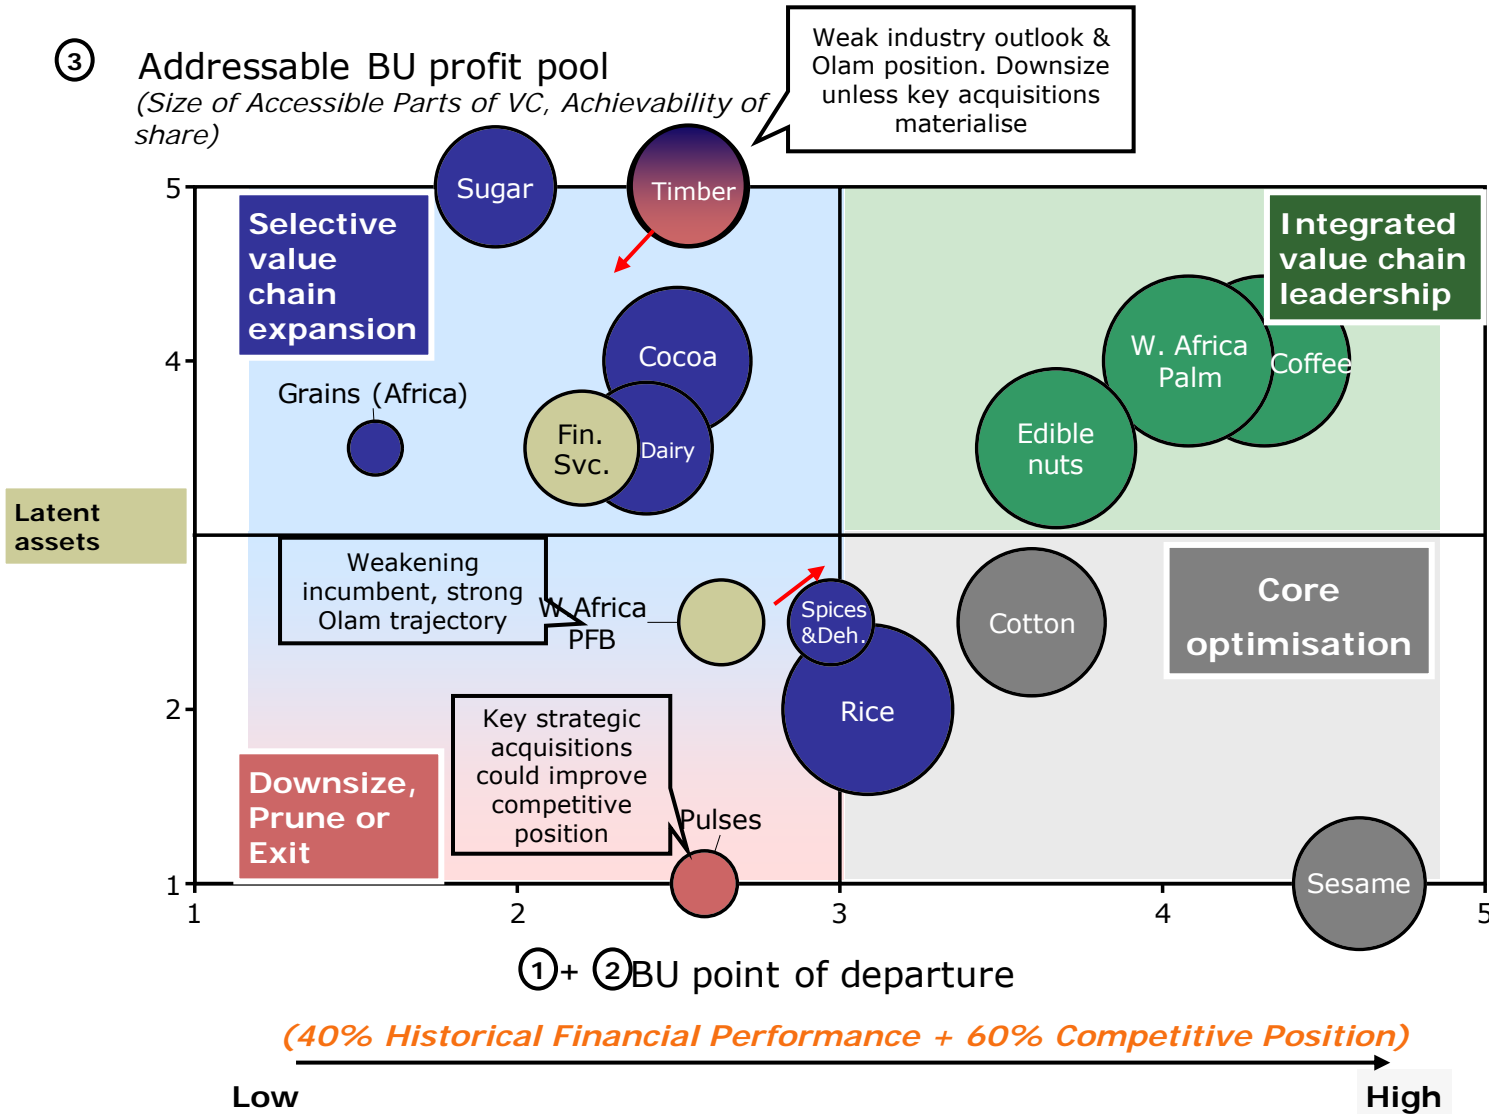 3
Addressable BU profit pool
(Size of Accessible Parts of VC, Achievability of
share)
Weak industry outlook &
Olam position. Downsize
unless key acquisitions
materialise
5
4
2
1
1
2
3
4
5
Selective
value
chain
expansion
Sugar
Timber
Integrated
value chain
leadership
Cocoa
Grains (Africa)
Fin.
Svc.
Dairy
W. Africa
Palm
Coffee
Edible
nuts
Latent
assets
Weakening
incumbent, strong
Olam trajectory
W Africa
PFB
Spices
&Deh.
Rice
Cotton
Core
optimisation
Key strategic
acquisitions
could improve
competitive
position
Downsize,
Prune or
Exit
Pulses
Sesame
1 + 2 BU point of departure
(40% Historical Financial Performance + 60% Competitive Position)
Low
High